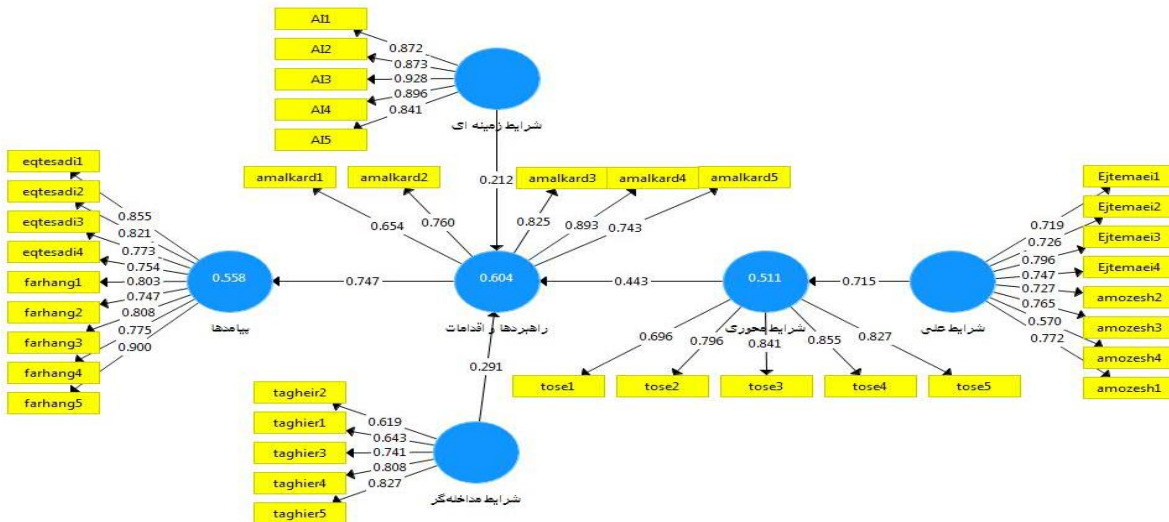 AI1
AI2
AI3
AI4
AI5
0.872
0.873
0.928
0.896
0.841
شرایط زمینه ای
0.212
eqtesadi1
eqtesadi2
eqtesadi3
eqtesadi4
farhang1
farhang2
farhang3
farhang4
farhang5
0.855
0.821
0.773
0.754
0.803
0.747
0.808
0.775
0.900
0.558
پیامدها
0.747
amalkard1
amalkard2
amalkard3
amalkard4
amalkard5
0.654
0.760
0.825
0.893
0.743
0.604
راهبردها و اقدامات
0.443
0.511
شرایط محوری
0.715
شرایط علی
0.696
0.796
0.841
0.855
0.827
tose1
tose2
tose3
tose4
tose5
Ejtemaei1
Ejtemaei2
Ejtemaei3
Ejtemaei4
amozesh2
amozesh3
amozesh4
amozesh1
0.719
0.726
0.796
0.747
0.727
0.765
0.570
0.772
0.291
tagheir2
taghier1
taghier3
taghier4
taghier5
0.619
0.643
0.741
0.808
0.827
شرایط مداخله‌گر